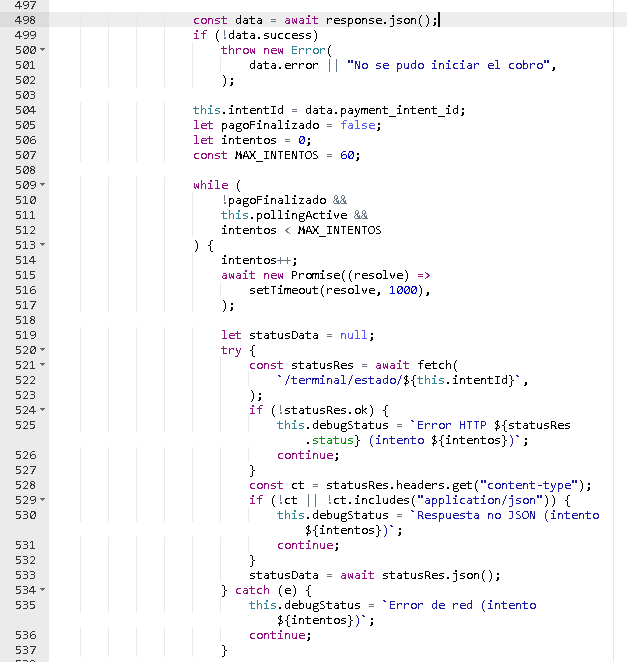 497
498 const data = await response.json();
499 if (!data.success)
500 throw new Error(
501 data.error || "No se pudo iniciar el cobro",
502 );
503
504 this.intentId = data.payment_intent_id;
505 let pagoFinalizado = false;
506 let intentos = 0;
507 const MAX_INTENTOS = 60;
508
509 while (
510 !pagoFinalizado &&
511 this.pollingActive &&
512 intentos < MAX_INTENTOS
513 ) {
514 intentos++;
515 await new Promise((resolve) =>
516 setTimeout(resolve, 1000),
517 );
518
519 let statusData = null;
520 try {
521 const statusRes = await fetch(
522 `/terminal/estado/${this.intentId}`,
523 );
524 if (!statusRes.ok) {
525 this.debugStatus = `Error HTTP ${statusRes
.status} (intento ${intentos})`;
526 continue;
527 }
528 const ct = statusRes.headers.get("content-type");
529 if (!ct || !ct.includes("application/json")) {
530 this.debugStatus = `Respuesta no JSON (intento
${intentos})`;
531 continue;
532 }
533 statusData = await statusRes.json();
534 } catch (e) {
535 this.debugStatus = `Error de red (intento
${intentos})`;
536 continue;
537 }